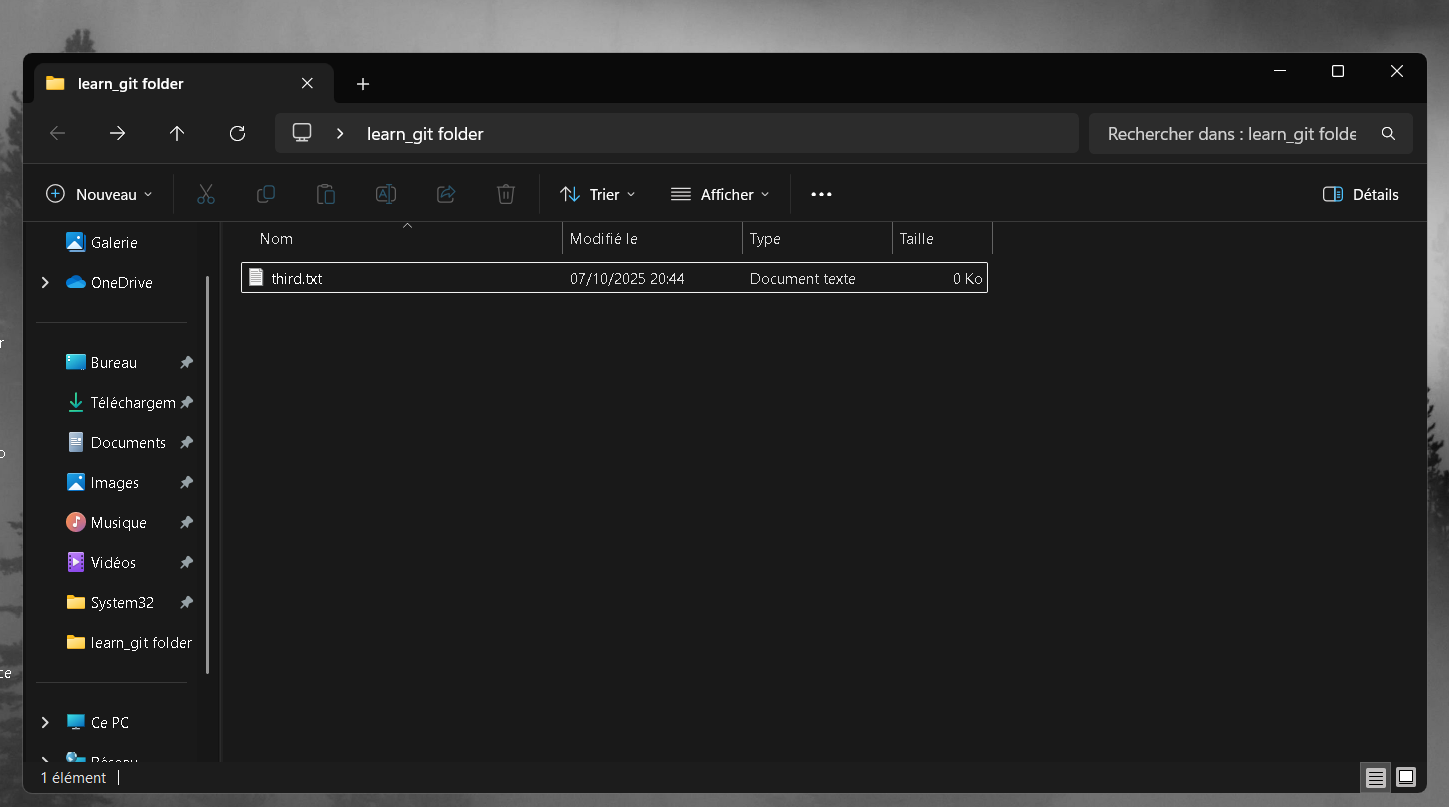 learn_git folder
learn_git folder
Rechercher dans : learn_git folde
Nouveau
Trier
Afficher
Détails
Galerie
OneDrive
Bureau
Téléchargem
Documents
Images
Musique
Vidéos
System32
learn_git folder
Ce PC
Nom Modifié le Type Taille
third.txt 07/10/2025 20:44 Document texte 0 Ko
1 élément